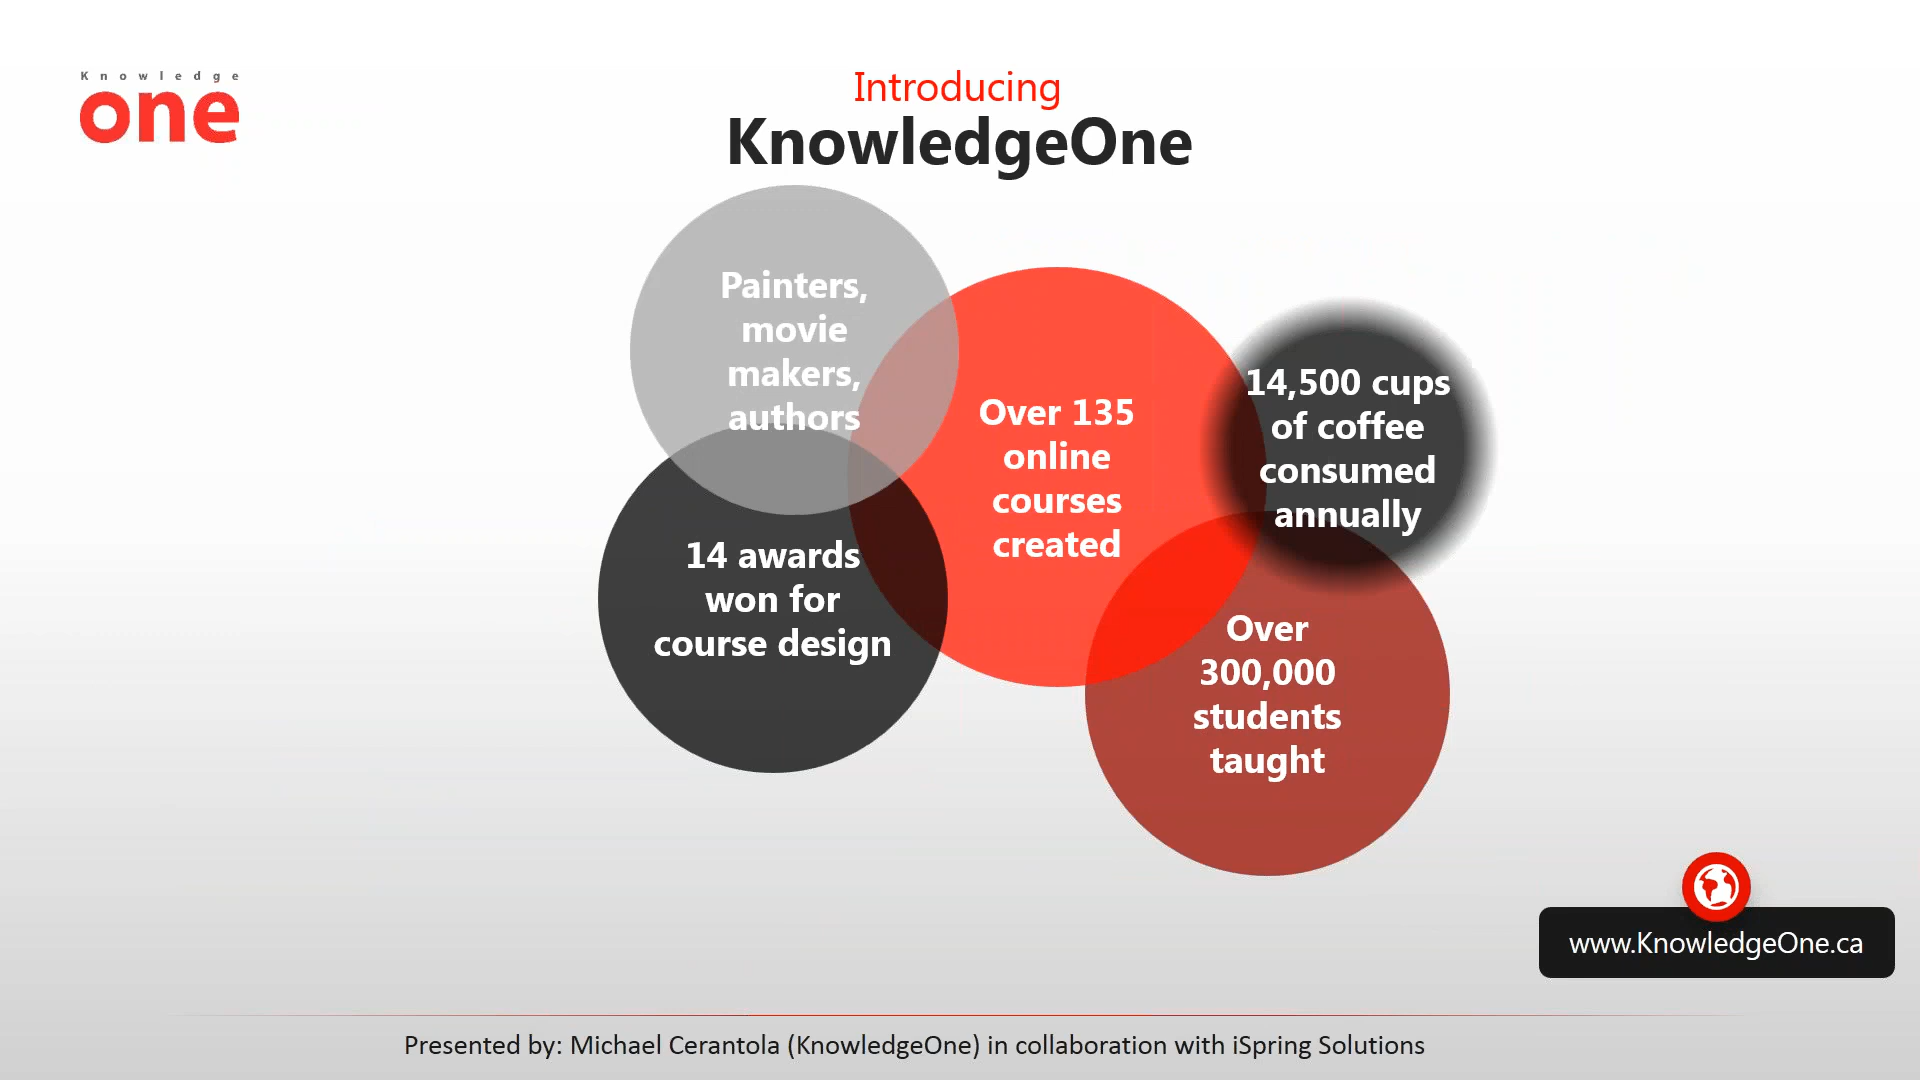 Knowledge
one
Introducing
KnowledgeOne
Painters,
movie
makers,
authors
Over 135
online
courses
created
14,500 cups
of coffee
consumed
annually
14 awards
won for
course design
Over
300,000
students
taught
www.KnowledgeOne.ca
Presented by: Michael Cerantola (KnowledgeOne) in collaboration with iSpring Solutions